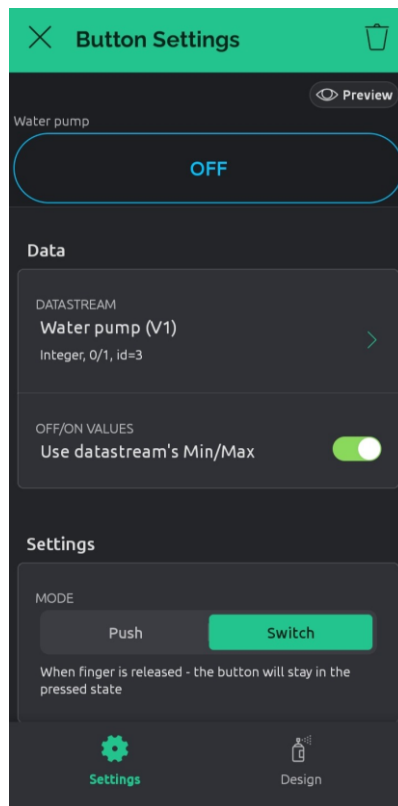 Button Settings
Preview
Water pump
OFF
Data
DATASTREAM
Water pump (V1)
Integer, 0/1, id=3
OFF/ON VALUES
Use datastream's Min/Max
Settings
MODE
Push
Switch
When finger is released - the button will stay in the
pressed state
Settings
Design